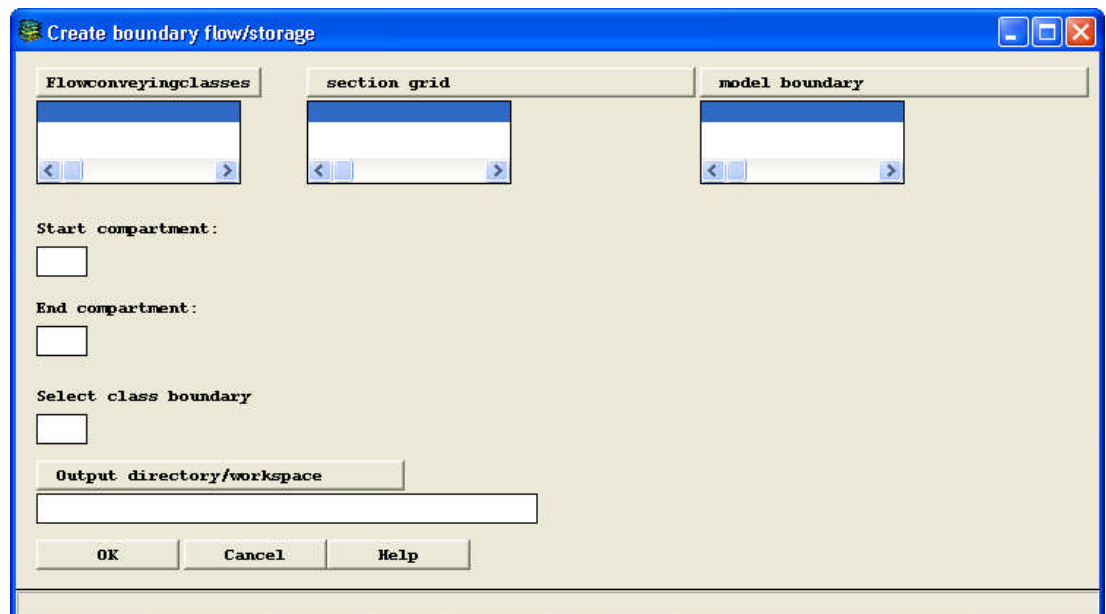 Create boundary flow/storage
Flowconveyingclasses section grid model boundary
Start compartment:
End compartment:
Select class boundary
Output directory/workspace
OK Cancel Help